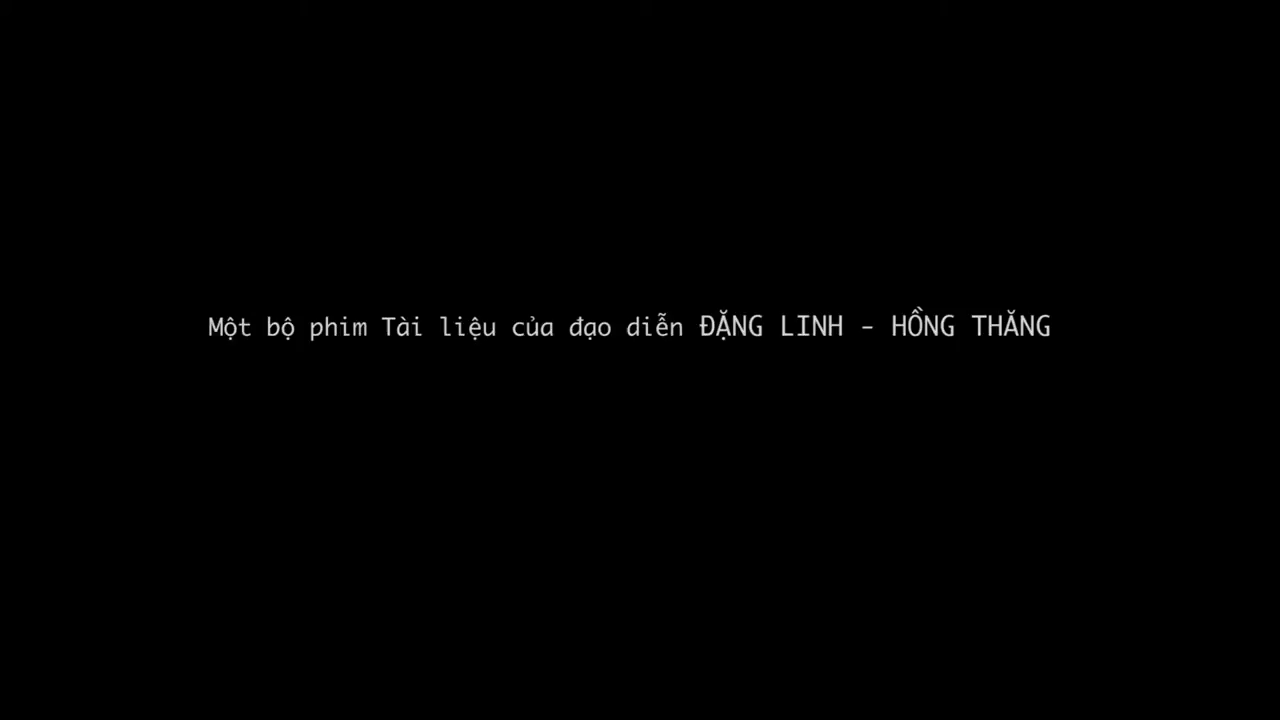 Một bộ phim Tài liệu của đạo diễn ĐẶNG LINH - HỒNG THĂNG